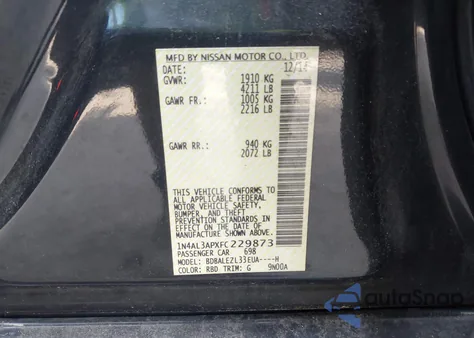 MFD BY NISSAN MOTOR CO., LTD.
DATE: 12/14
GVWR: 1910 KG
4211 LB
GAWR FR: 1005 KG
2216 LB
GAWR RR.: 940 KG
2072 LB
THIS VEHICLE CONFORMS TO
ALL APPLICABLE FEDERAL
MOTOR VEHICLE SAFETY,
BUMPER, AND THEFT
PREVENTION STANDARDS IN
EFFECT ON THE DATE OF
MANUFACTURE SHOWN ABOVE.
1N4AL3APXFC229873
PASSENGER CAR 698
MODEL: BDBALEZL33EUA----H
COLOR: RBD TRIM: G 9N00A
AutoSnap